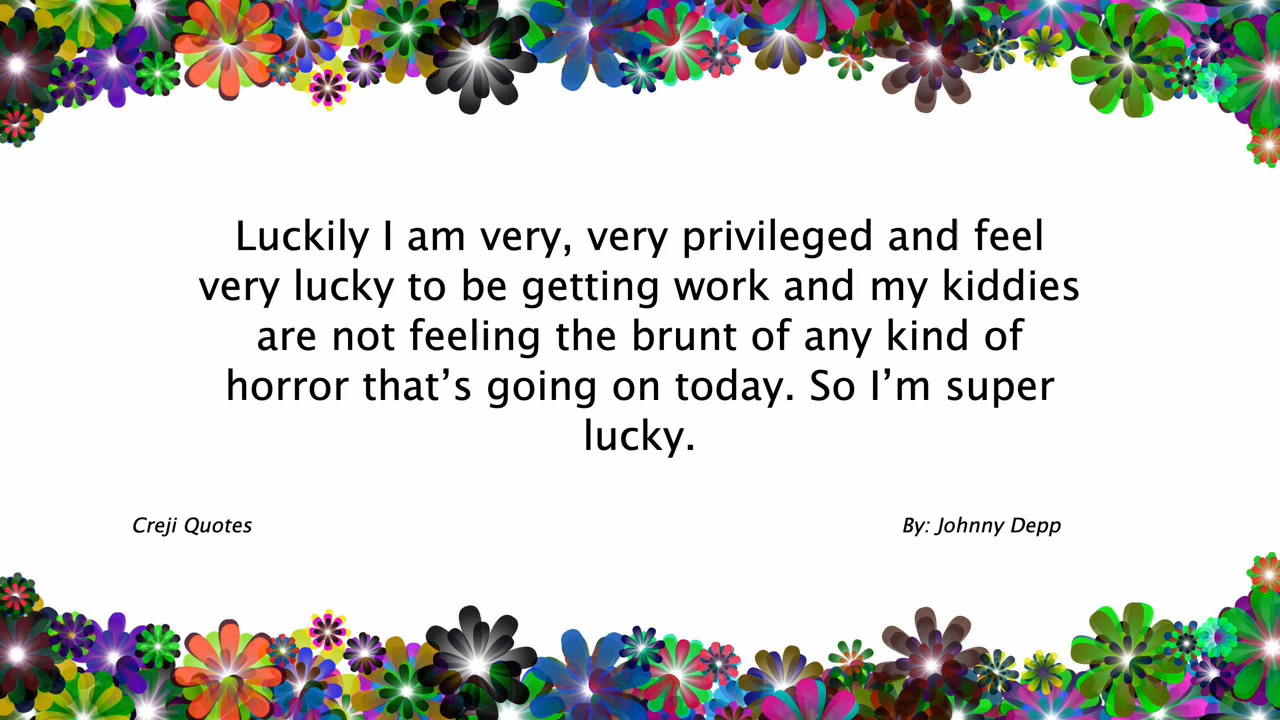 Luckily I am very, very privileged and feel
very lucky to be getting work and my kiddies
are not feeling the brunt of any kind of
horror that’s going on today. So I’m super
lucky.
Creji Quotes
By: Johnny Depp